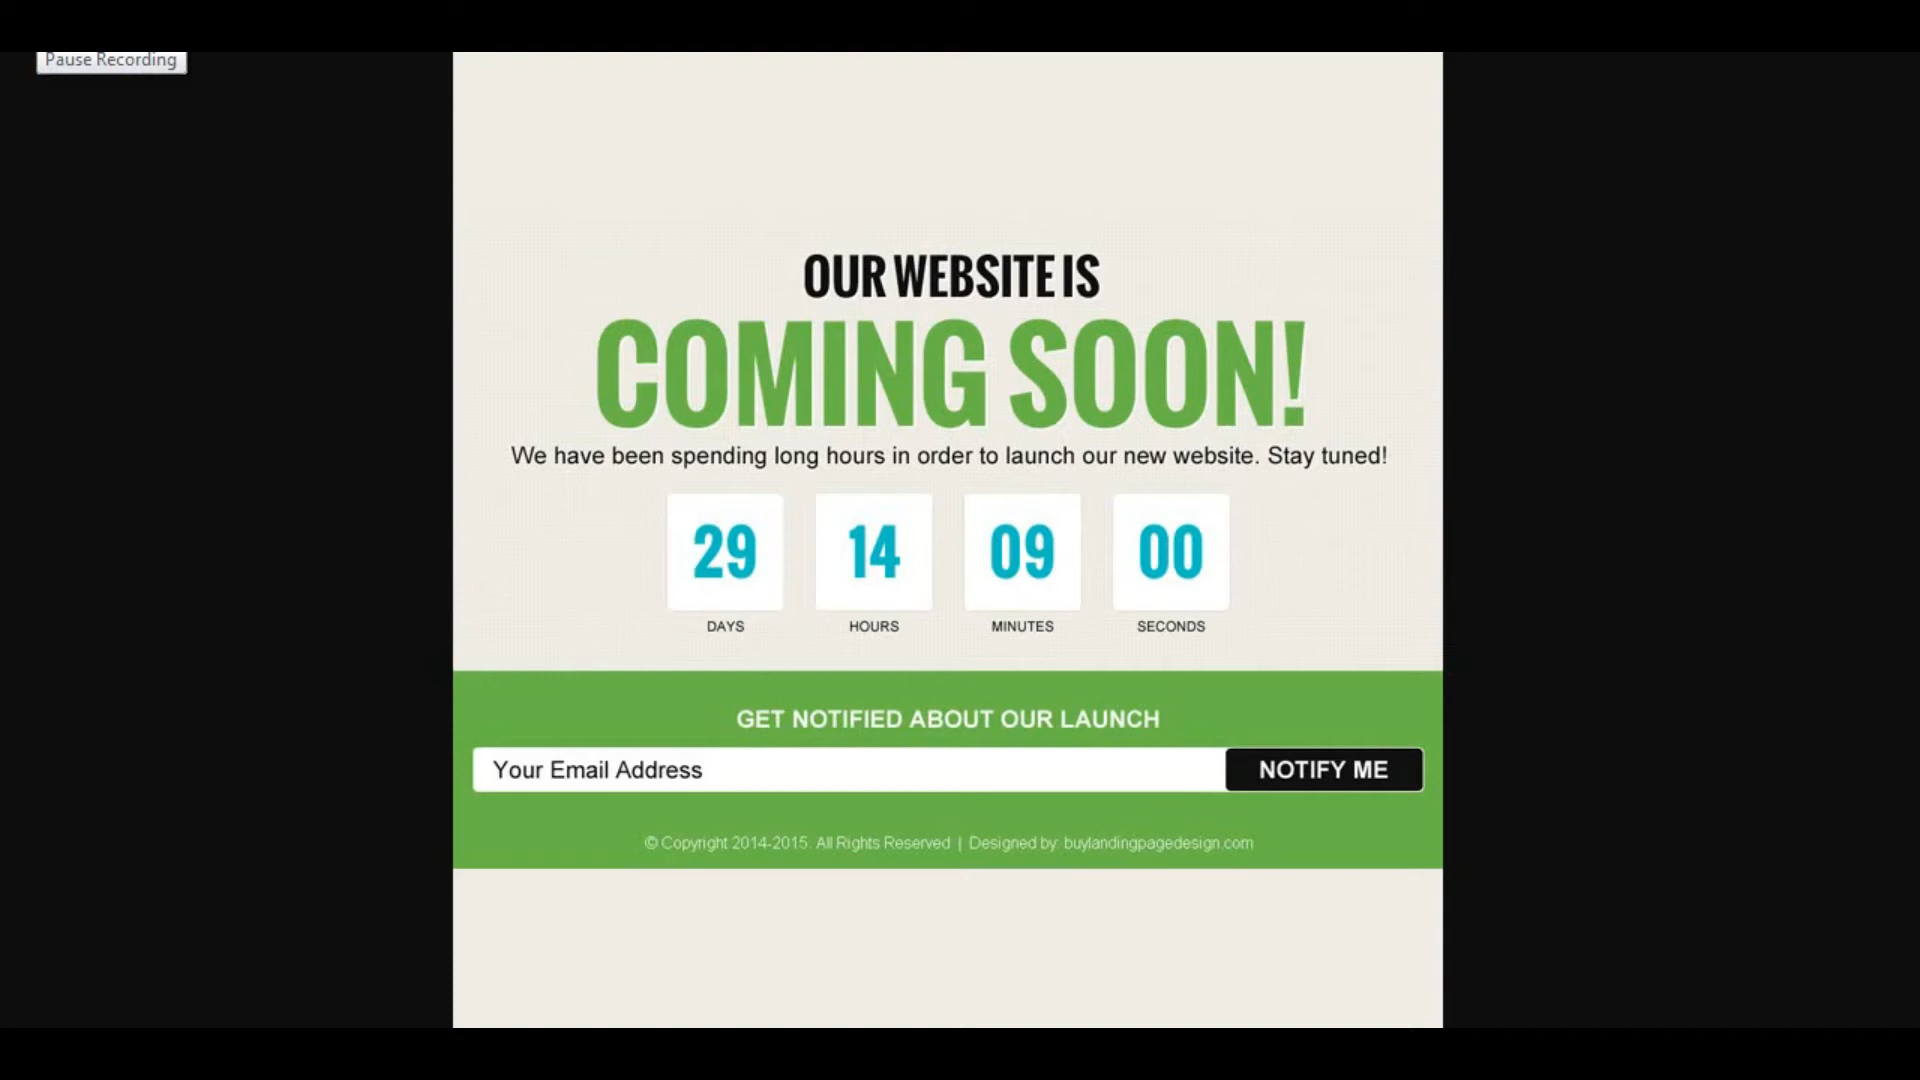 Pause Recording
OUR WEBSITE IS
COMING SOON!
We have been spending long hours in order to launch our new website. Stay tuned!
29 14 09 00
DAYS HOURS MINUTES SECONDS
GET NOTIFIED ABOUT OUR LAUNCH
Your Email Address NOTIFY ME
© Copyright 2014-2015. All Rights Reserved | Designed by: buylandingpagedesign.com